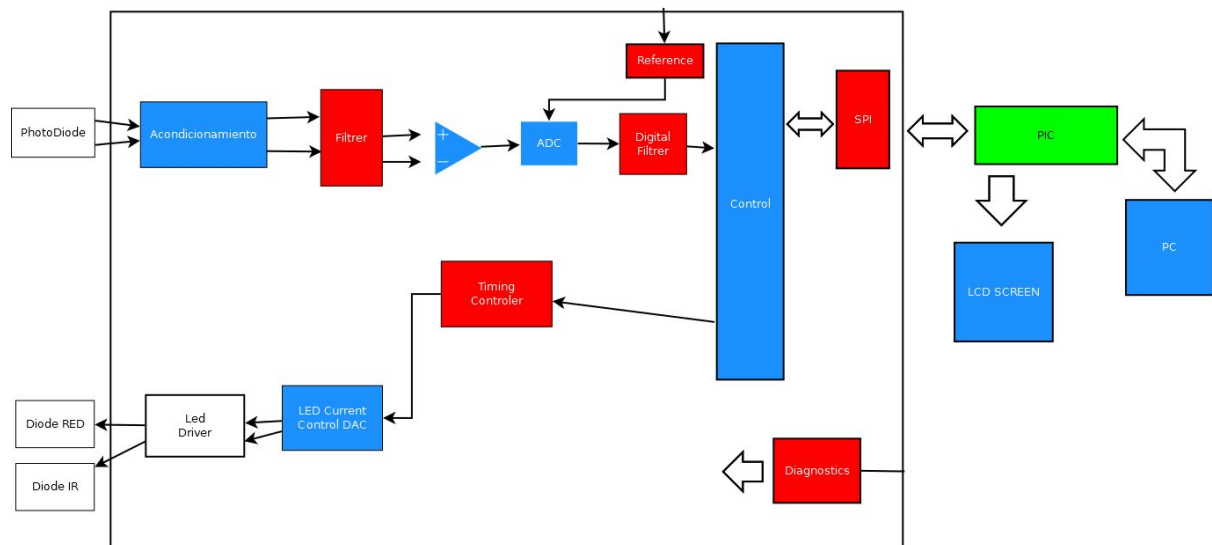 Reference
PhotoDiode
Acondicionamiento
Filtrer
+
−
ADC
Digital
Filtrer
Control
SPI
PIC
PC
LCD SCREEN
Timing
Controler
LED Current
Control DAC
Led
Driver
Diode RED
Diode IR
Diagnostics